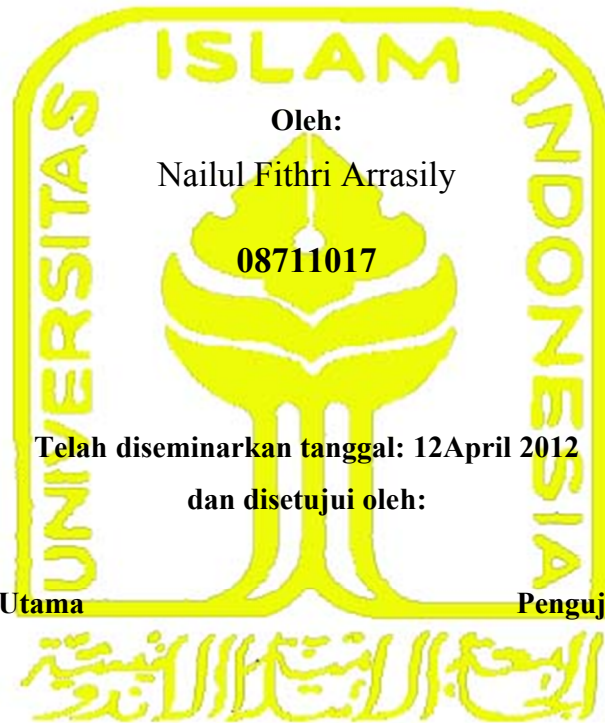 ISLAM
UNIVERSITAS
INDONESIA
Oleh:
Nailul Fithri Arrasily
08711017
Telah diseminarkan tanggal: 12April 2012
dan disetujui oleh:
Utama
Penguj